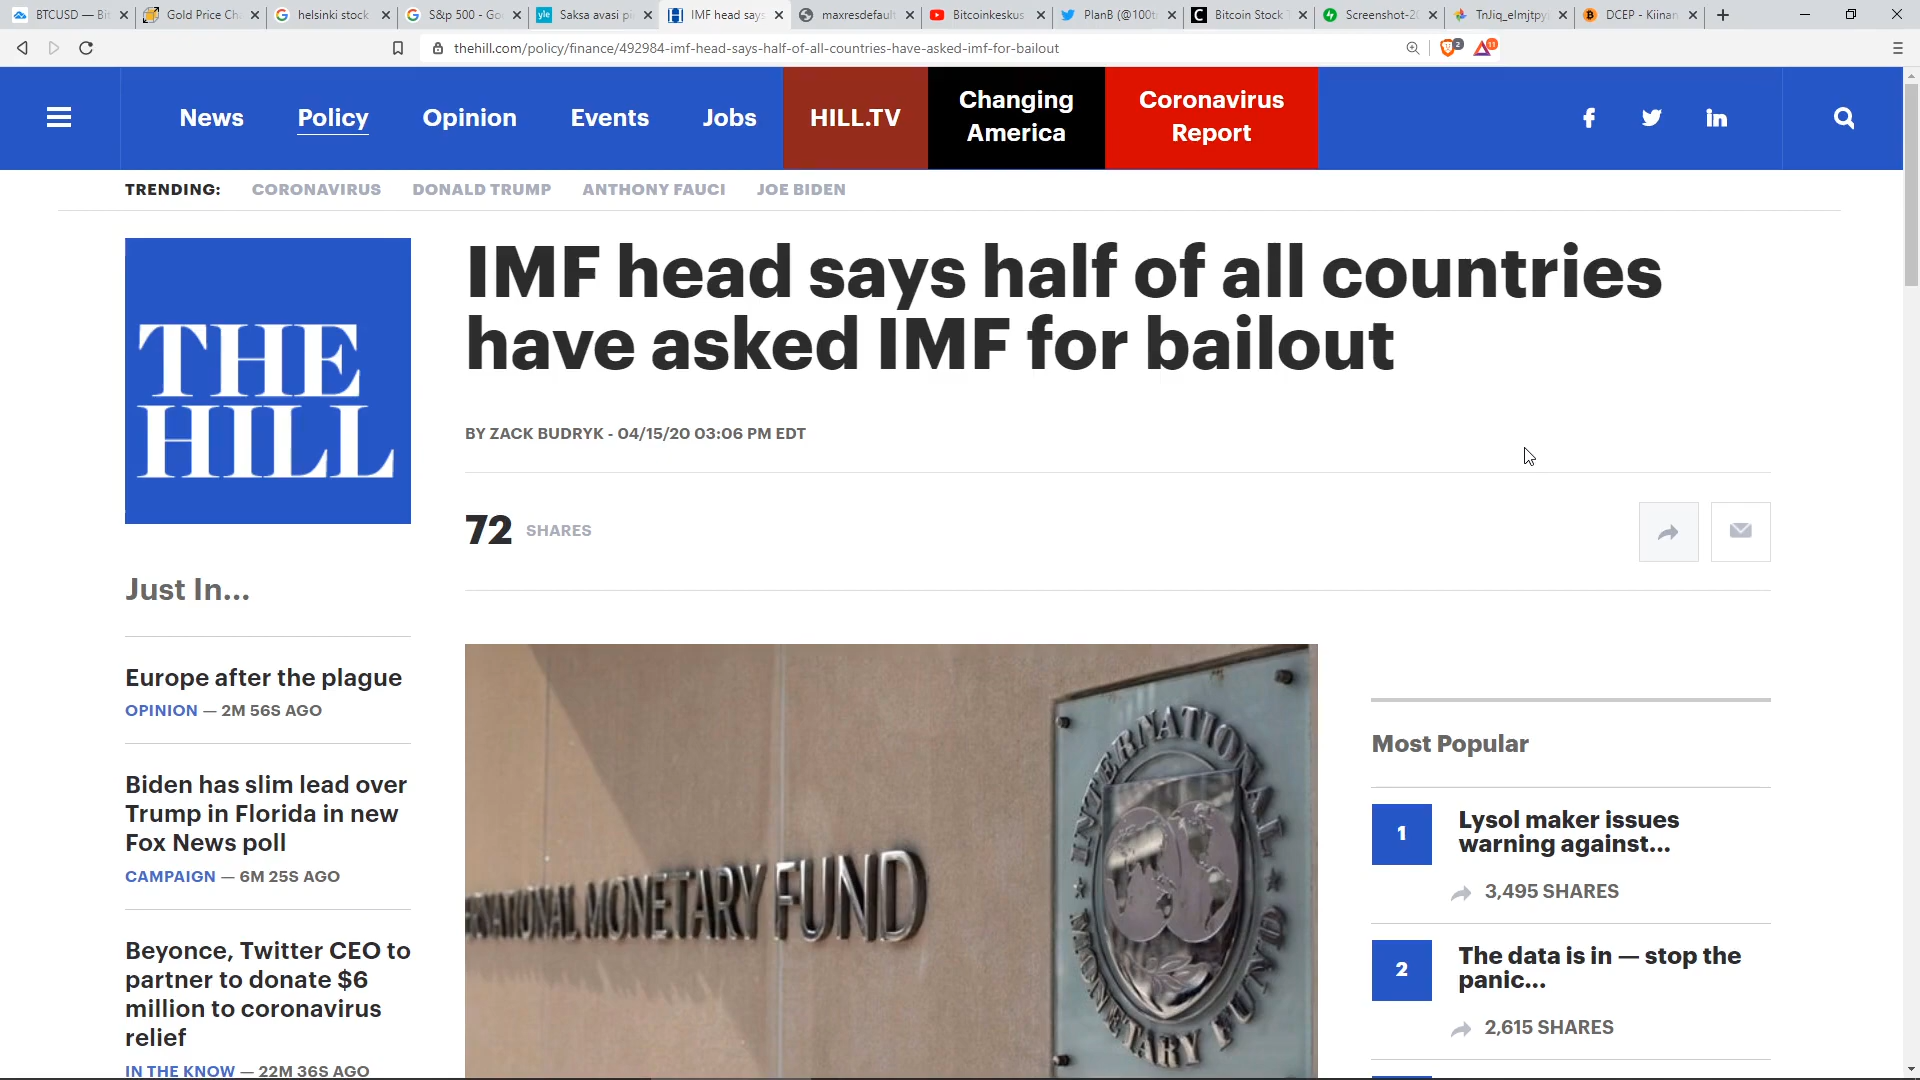 BTCUSD — Bi
Gold Price Ch
helsinki stock
S&p 500 - Go
Saksa avasi pi
IMF head says
maxresdefault
Bitcoinkeskus
PlanB (@100t
Bitcoin Stock
Screenshot-20
DCEP - Kiinan
thehill.com/policy/finance/492984-imf-head-says-half-of-all-countries-have-asked-imf-for-bailout
2
11
News
Policy
Opinion
Events
Jobs
HILL.TV
Changing
America
Coronavirus
Report
TRENDING:
CORONAVIRUS
DONALD TRUMP
ANTHONY FAUCI
JOE BIDEN
THE
HILL
IMF head says half of all countries
have asked IMF for bailout
BY ZACK BUDRYK - 04/15/20 03:06 PM EDT
72 SHARES
Just In...
Europe after the plague
OPINION — 2M 56S AGO
Biden has slim lead over
Trump in Florida in new
Fox News poll
CAMPAIGN — 6M 25S AGO
Beyonce, Twitter CEO to
partner to donate $6
million to coronavirus
relief
IN THE KNOW — 22M 36S AGO
MONETARY FUND
INTERNATIONAL
MONETARY FUND
Most Popular
1
Lysol maker issues
warning against...
3,495 SHARES
2
The data is in — stop the
panic...
2,615 SHARES